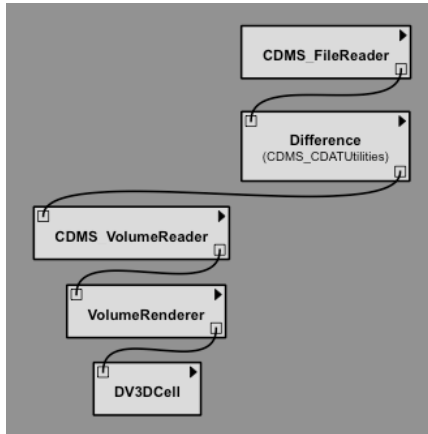 CDMS_FileReader
Difference
(CDMS_CDATUtilities)
CDMS_VolumeReader
VolumeRenderer
DV3DCell